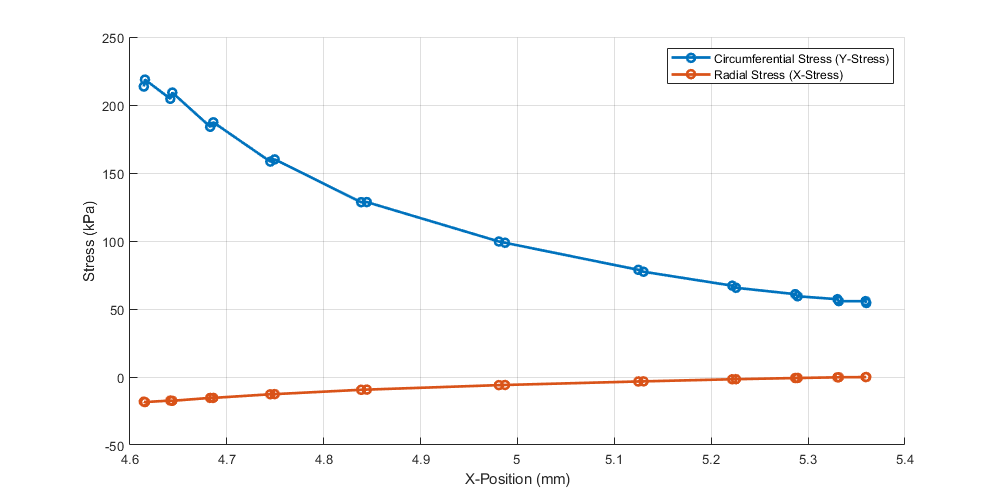 250
200
150
100
50
0
-50
Stress (kPa)
Circumferential Stress (Y-Stress)
Radial Stress (X-Stress)
4.6 4.7 4.8 4.9 5 5.1 5.2 5.3 5.4
X-Position (mm)